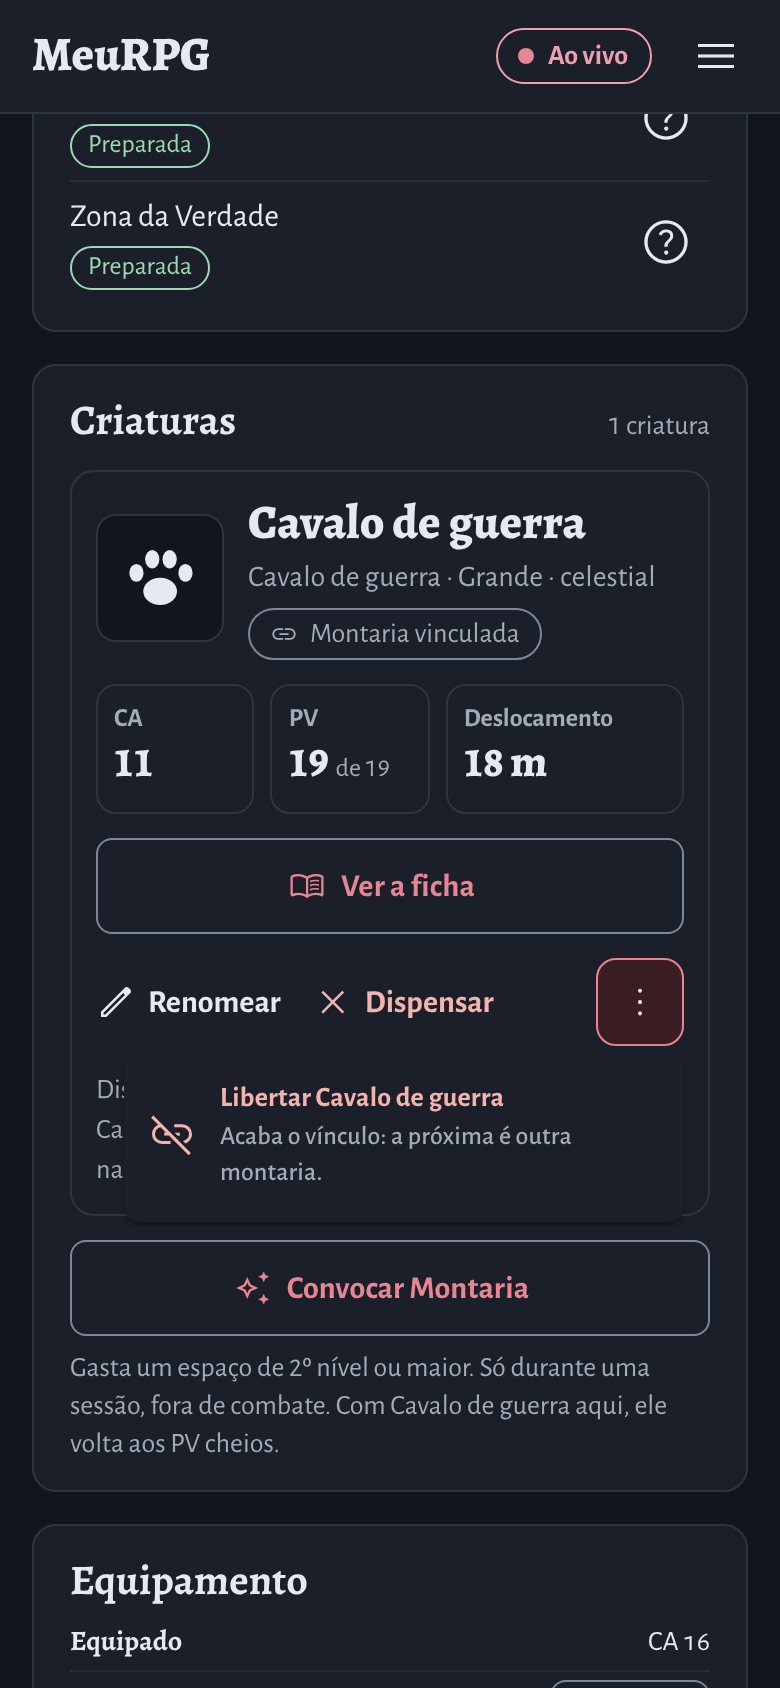 MeuRPG
Ao vivo
Preparada
Zona da Verdade
Preparada
Criaturas
1 criatura
Cavalo de guerra
Cavalo de guerra · Grande · celestial
Montaria vinculada
CA
11
PV
19 de 19
Deslocamento
18 m
Ver a ficha
Renomear
Dispensar
Libertar Cavalo de guerra
Acaba o vínculo: a próxima é outra
montaria.
Convocar Montaria
Gasta um espaço de 2º nível ou maior. Só durante uma
sessão, fora de combate. Com Cavalo de guerra aqui, ele
volta aos PV cheios.
Equipamento
Equipado
CA 16